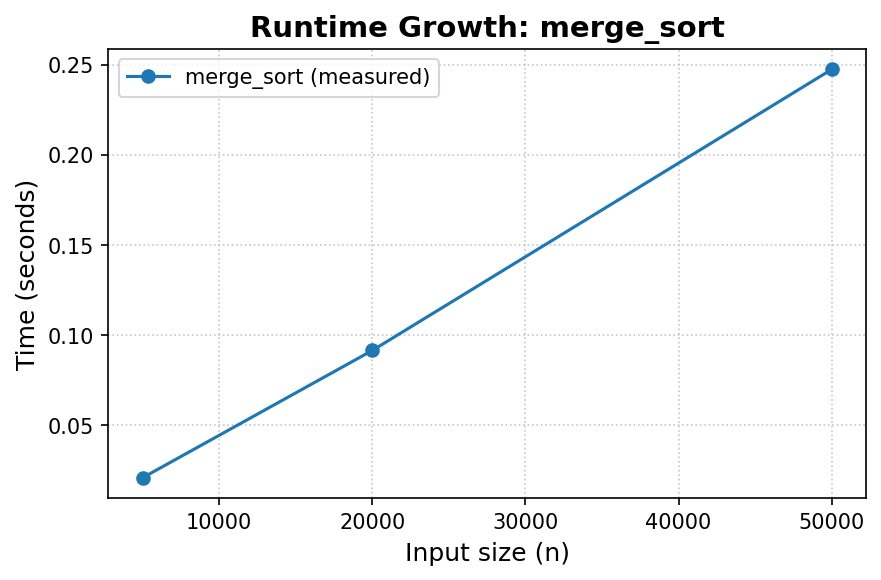 Runtime Growth: merge_sort
merge_sort (measured)
Time (seconds)
0.25
0.20
0.15
0.10
0.05
10000 20000 30000 40000 50000
Input size (n)